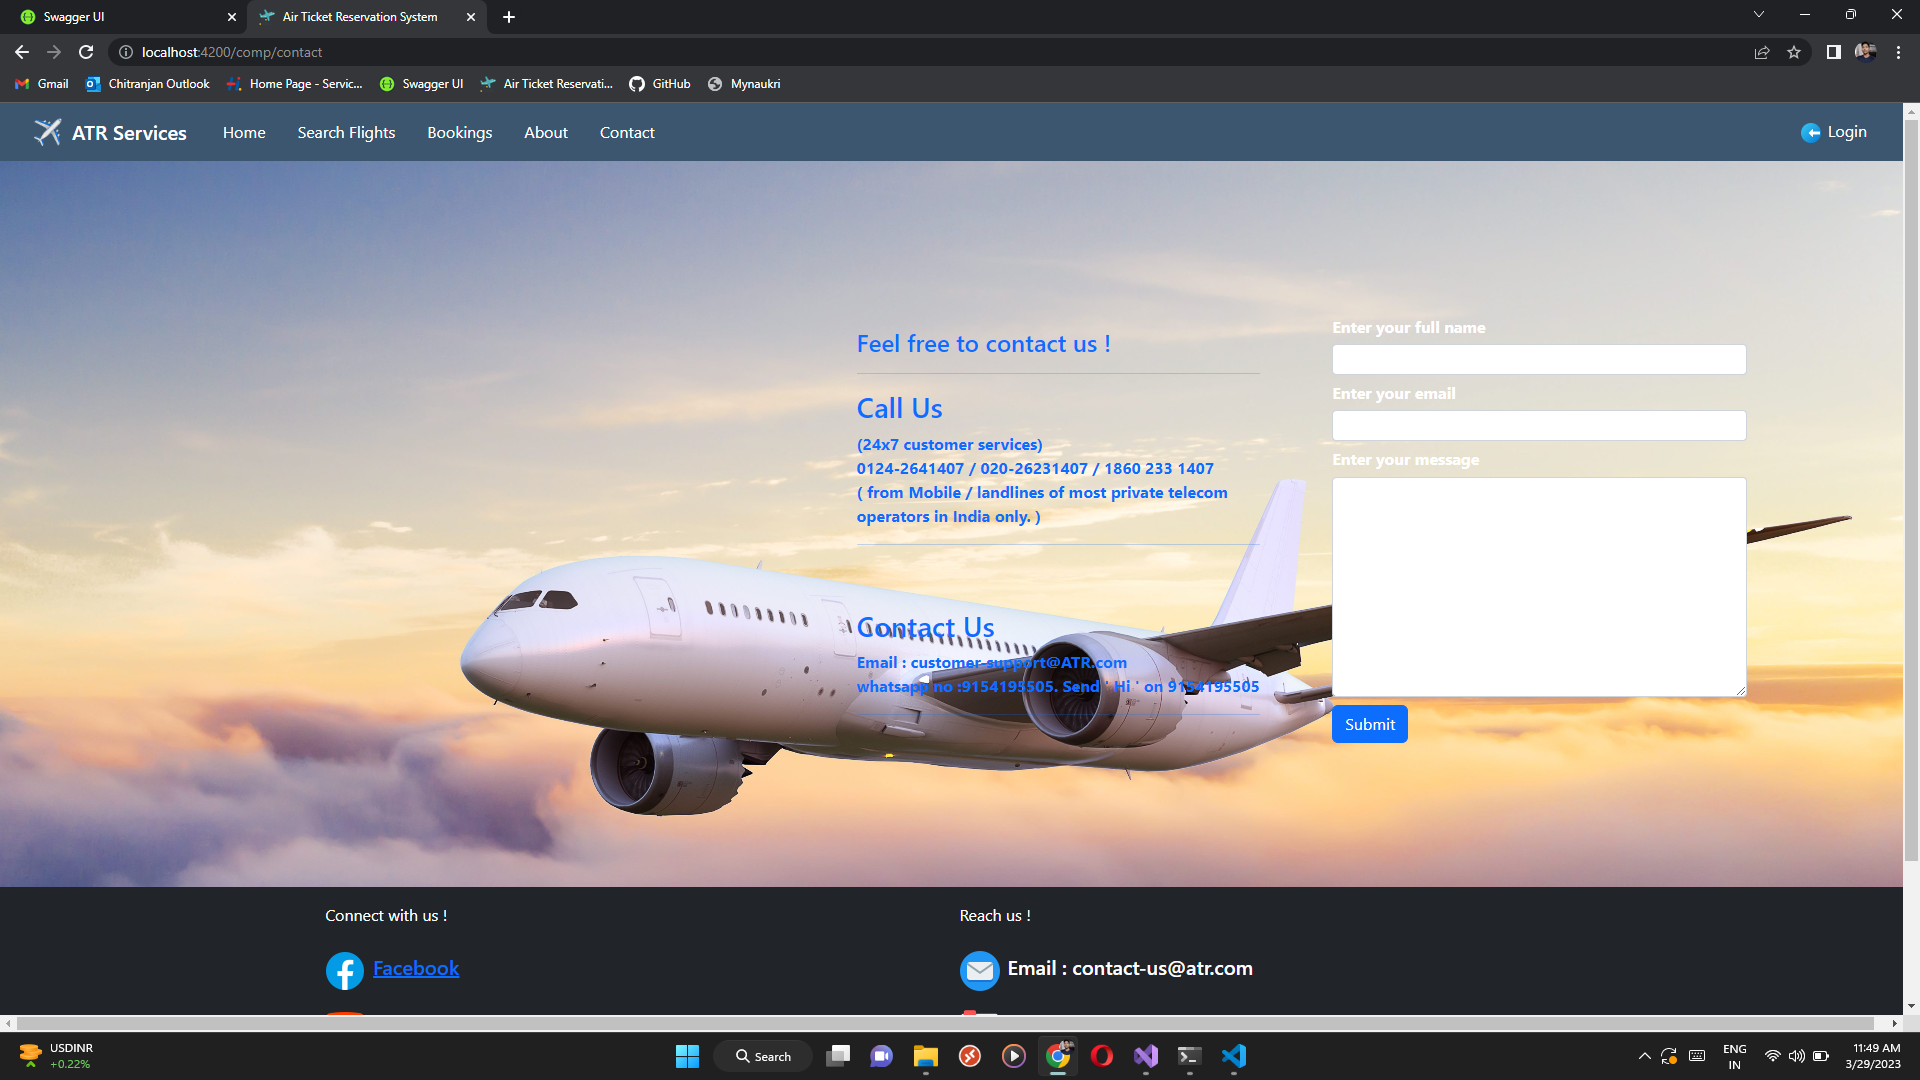 Swagger UI
Air Ticket Reservation System
localhost:4200/comp/contact
Gmail
Chitranjan Outlook
Home Page - Servic...
Swagger UI
Air Ticket Reservati...
GitHub
Mynaukri
ATR Services
Home
Search Flights
Bookings
About
Contact
Login
Feel free to contact us !
Call Us
(24x7 customer services)
0124-2641407 / 020-26231407 / 1860 233 1407
( from Mobile / landlines of most private telecom
operators in India only. )
Contact Us
Email : customer-support@ATR.com
whatsapp no :9154195505. Send ' Hi ' on 9154195505
Enter your full name
Enter your email
Enter your message
Submit
Connect with us !
Facebook
Reach us !
Email : contact-us@atr.com
USDINR
+0.22%
Search
ENG
IN
11:49 AM
3/29/2023